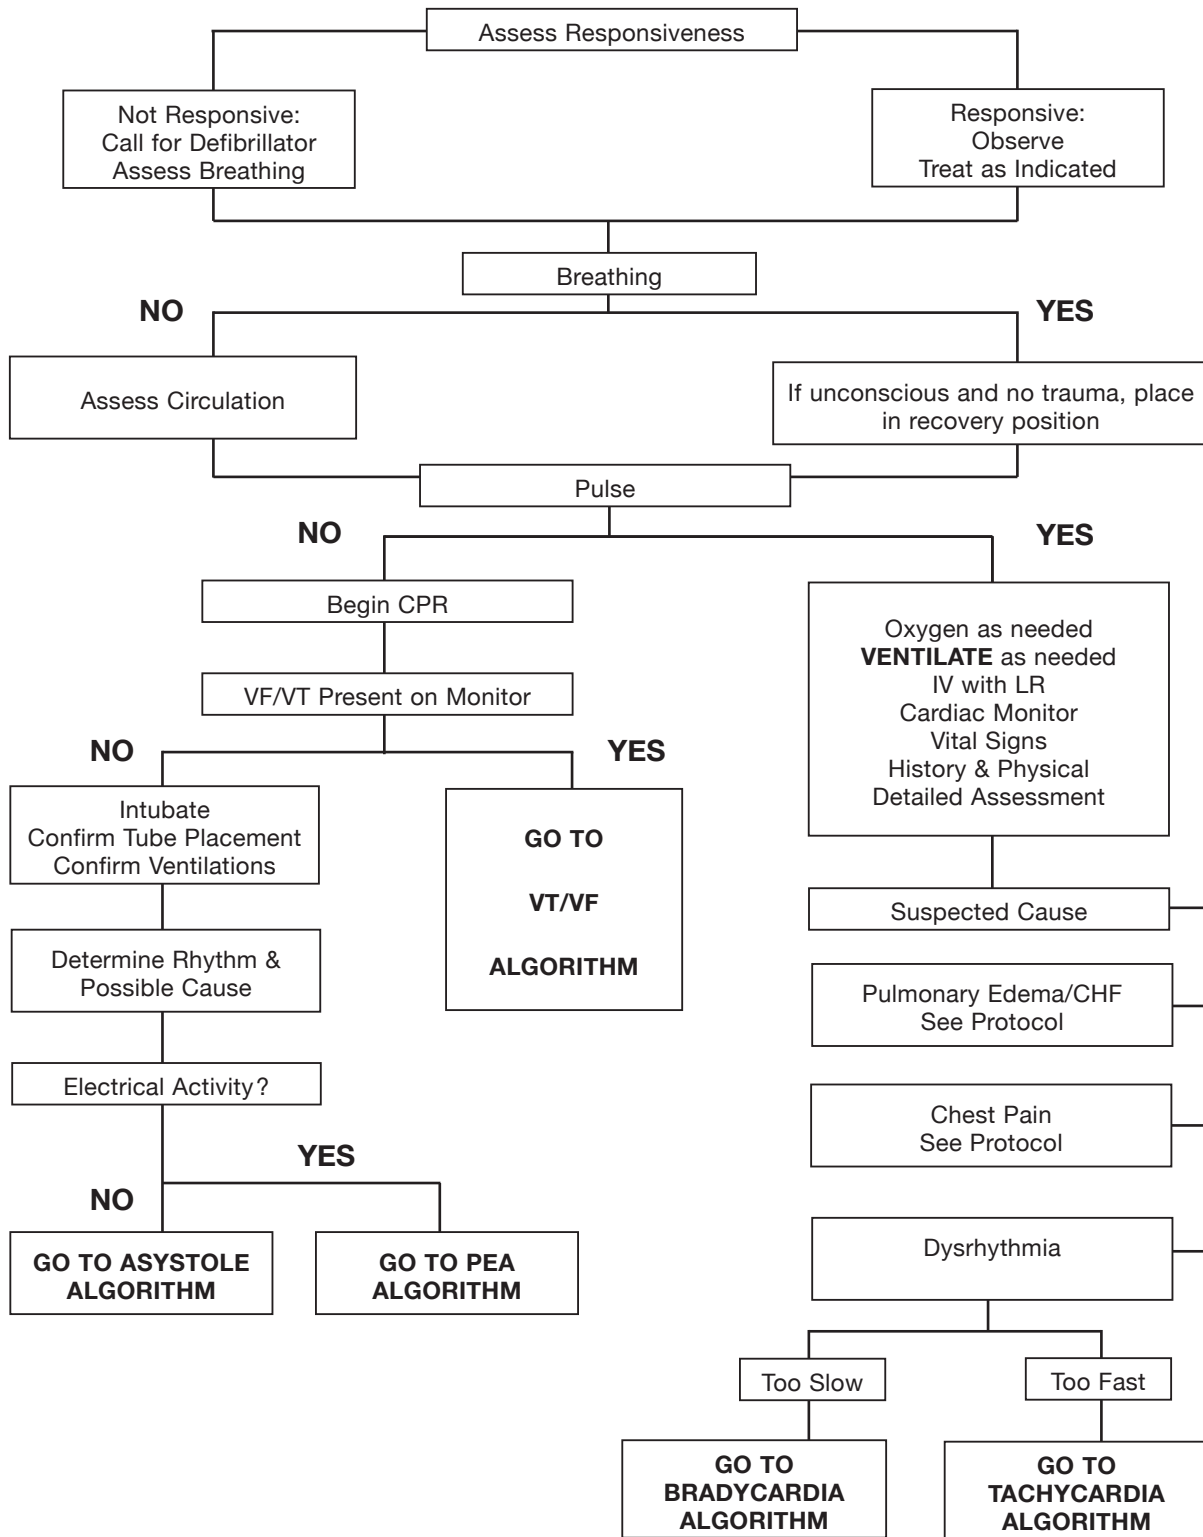 Assess Responsiveness
Not Responsive:
Call for Defibrillator
Assess Breathing
Responsive:
Observe
Treat as Indicated
Breathing
NO
YES
Assess Circulation
If unconscious and no trauma, place
in recovery position
Pulse
NO
YES
Begin CPR
VF/VT Present on Monitor
NO
YES
Intubate
Confirm Tube Placement
Confirm Ventilations
GO TO
VT/VF
ALGORITHM
Determine Rhythm &
Possible Cause
Electrical Activity?
YES
NO
GO TO ASYSTOLE
ALGORITHM
GO TO PEA
ALGORITHM
Oxygen as needed
VENTILATE as needed
IV with LR
Cardiac Monitor
Vital Signs
History & Physical
Detailed Assessment
Suspected Cause
Pulmonary Edema/CHF
See Protocol
Chest Pain
See Protocol
Dysrhythmia
Too Slow
Too Fast
GO TO
BRADYCARDIA
ALGORITHM
GO TO
TACHYCARDIA
ALGORITHM